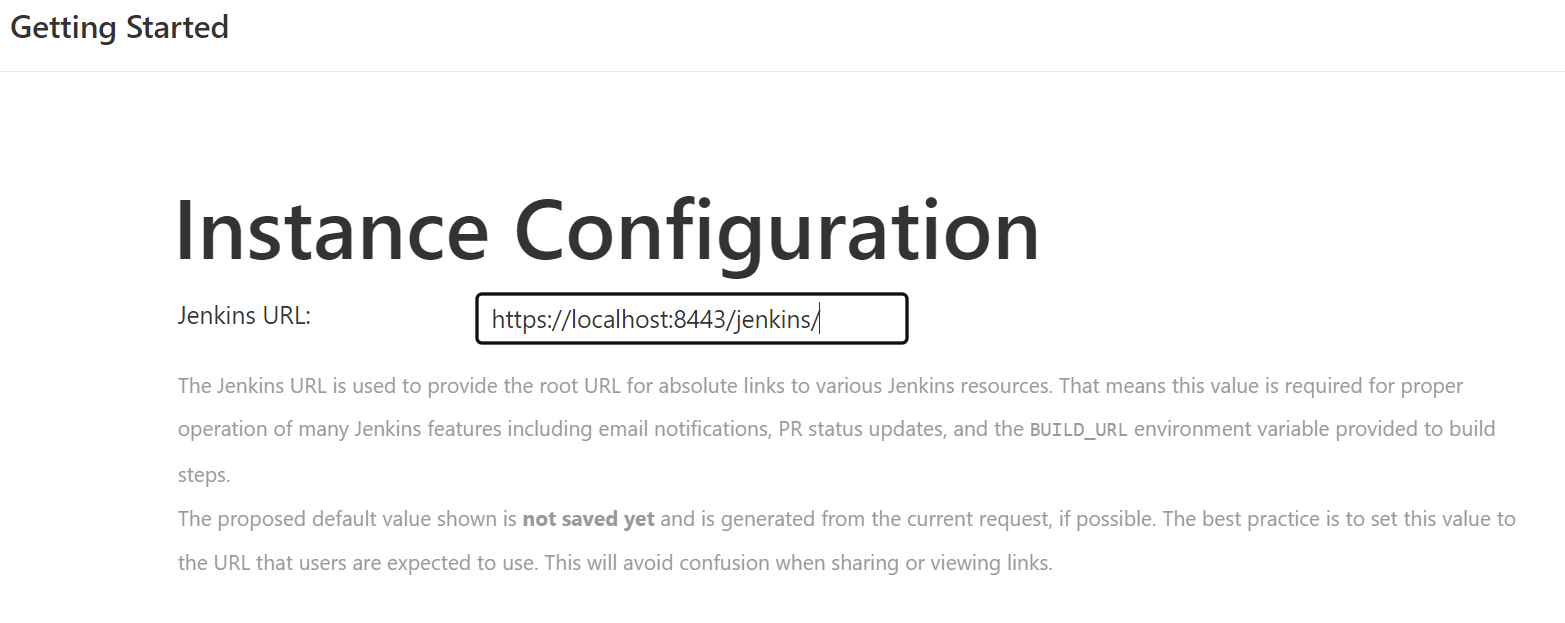 Getting Started
Instance Configuration
Jenkins URL: https://localhost:8443/jenkins/
The Jenkins URL is used to provide the root URL for absolute links to various Jenkins resources. That means this value is required for proper
operation of many Jenkins features including email notifications, PR status updates, and the BUILD_URL environment variable provided to build
steps.
The proposed default value shown is not saved yet and is generated from the current request, if possible. The best practice is to set this value to
the URL that users are expected to use. This will avoid confusion when sharing or viewing links.